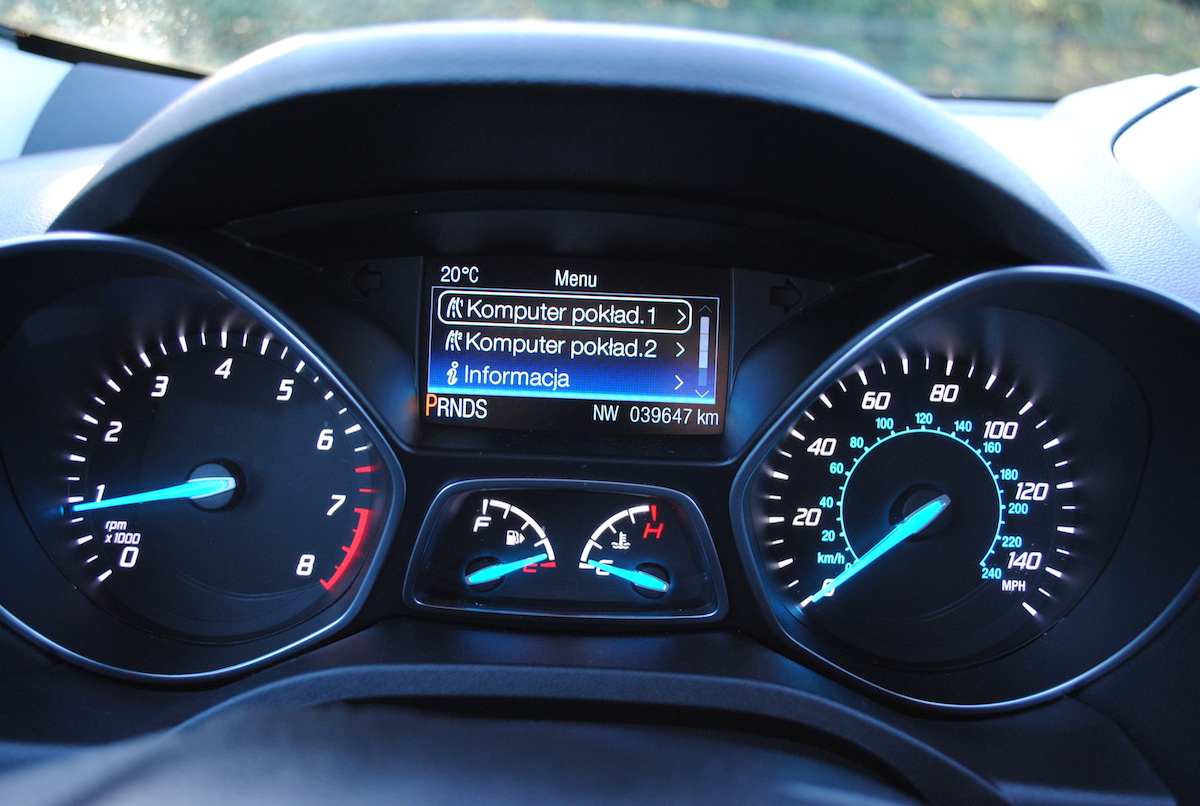 20°C Menu
Komputer pokład.1 >
Komputer pokład.2 >
i Informacja >
PRNDS NW 039647 km
0 1 2 3 4 5 6 7 8
rpm
x1000
F E
H C
0 20 40 60 80 100 120 140
MPH
0 20 40 60 80 100 120 140 160 180 200 220 240
km/h